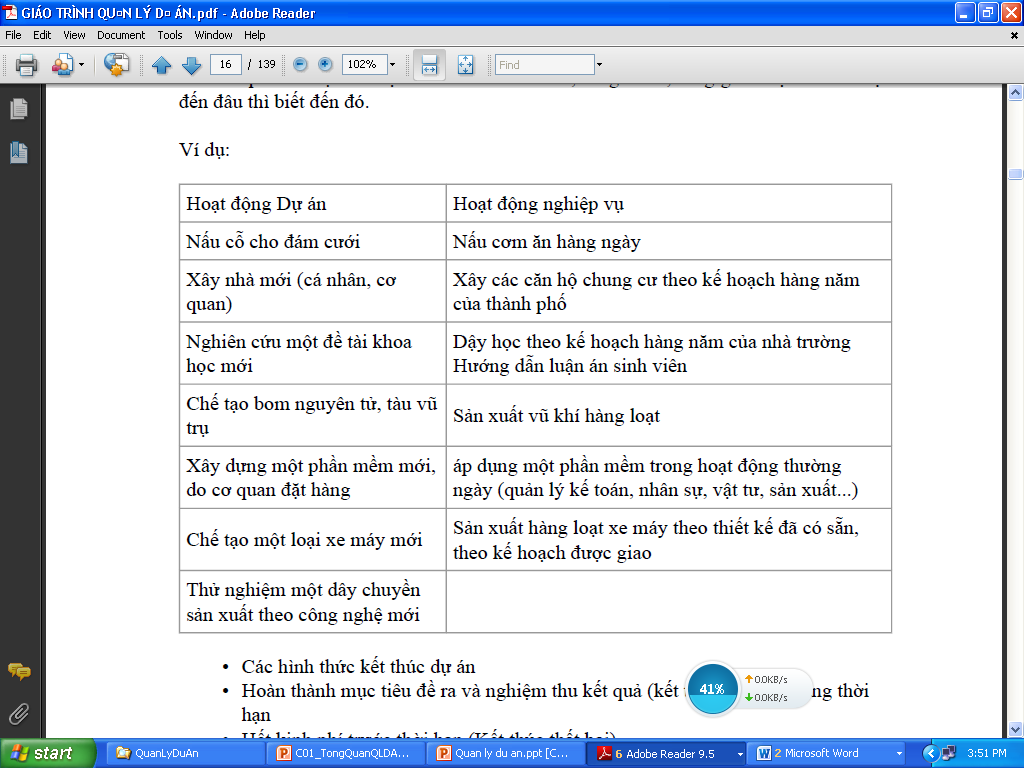 GIÁO TRÌNH QU¤N LÝ D¤ ÁN.pdf - Adobe Reader
File Edit View Document Tools Window Help
16 / 139 102% Find
đến đâu thì biết đến đó.
Ví dụ:
Hoạt động Dự án
Hoạt động nghiệp vụ
Nấu cỗ cho đám cưới
Nấu cơm ăn hàng ngày
Xây nhà mới (cá nhân, cơ
quan)
Xây các căn hộ chung cư theo kế hoạch hàng năm
của thành phố
Nghiên cứu một đề tài khoa
học mới
Dậy học theo kế hoạch hàng năm của nhà trường
Hướng dẫn luận án sinh viên
Chế tạo bom nguyên tử, tàu vũ
trụ
Sản xuất vũ khí hàng loạt
Xây dựng một phần mềm mới,
do cơ quan đặt hàng
áp dụng một phần mềm trong hoạt động thường
ngày (quản lý kế toán, nhân sự, vật tư, sản xuất...)
Chế tạo một loại xe máy mới
Sản xuất hàng loạt xe máy theo thiết kế đã có sẵn,
theo kế hoạch được giao
Thử nghiệm một dây chuyền
sản xuất theo công nghệ mới
• Các hình thức kết thúc dự án
• Hoàn thành mục tiêu đề ra và nghiệm thu kết quả (kết thời
hạn
• Hết kinh phí trước thời hạn (Kết thúc thất bại)
41%
0.0KB/s
0.0KB/s
start QuanLyDuAn C01_TongQuanQLDA... Quan ly du an.ppt [C... 6 Adobe Reader 9.5 2 Microsoft Word 3:51 PM